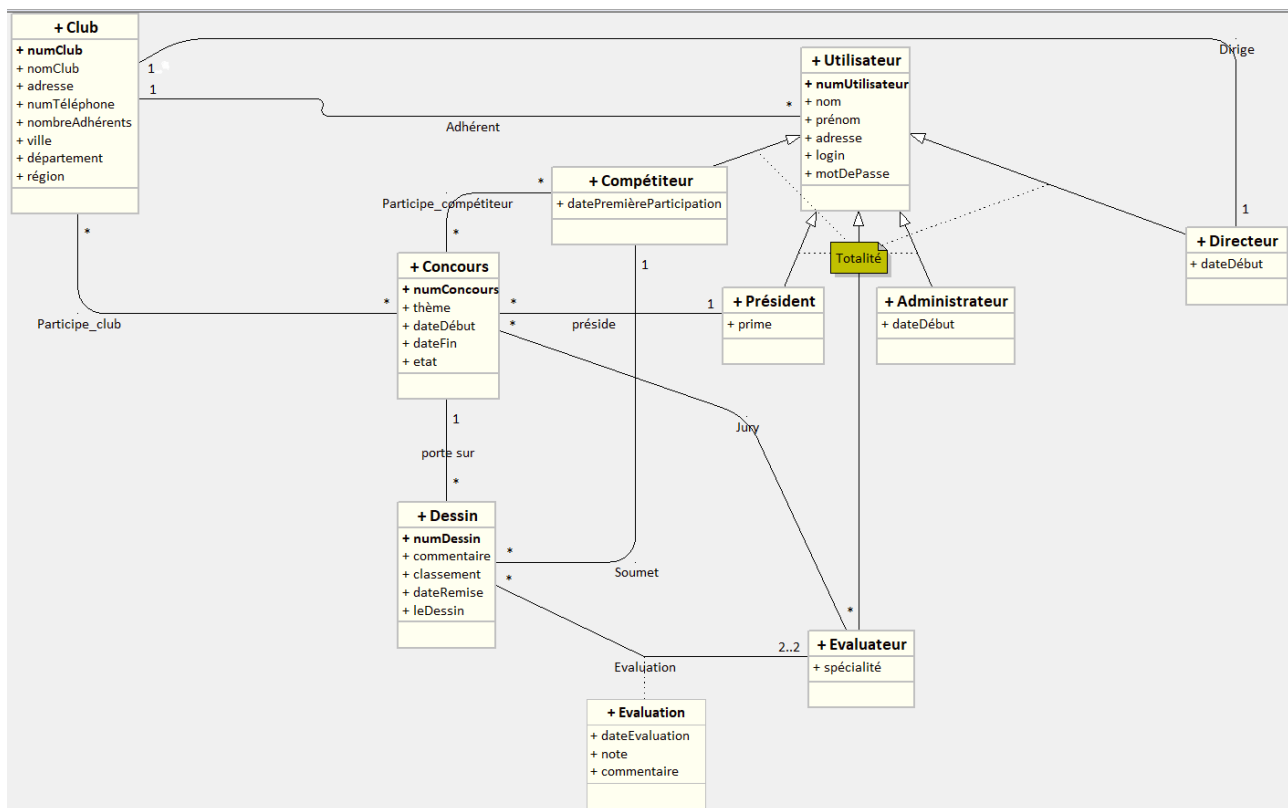 + Club
+ numClub
+ nomClub
+ adresse
+ numTéléphone
+ nombreAdhérents
+ ville
+ département
+ région
1
1
Dirige
+ Utilisateur
+ numUtilisateur
+ nom
+ prénom
+ adresse
+ login
+ motDePasse
*
Adhérent
+ Compétiteur
+ datePremièreParticipation
*
Participe_compétiteur
*
1
*
Participe_club
*
+ Concours
+ numConcours
+ thème
+ dateDébut
+ dateFin
+ etat
*
*
préside
1
Totalité
+ Président
+ prime
+ Administrateur
+ dateDébut
1
+ Directeur
+ dateDébut
Jury
1
porte sur
*
+ Dessin
+ numDessin
+ commentaire
+ classement
+ dateRemise
+ leDessin
*
*
Soumet
*
2..2
Evaluation
+ Evaluateur
+ spécialité
+ Evaluation
+ dateEvaluation
+ note
+ commentaire